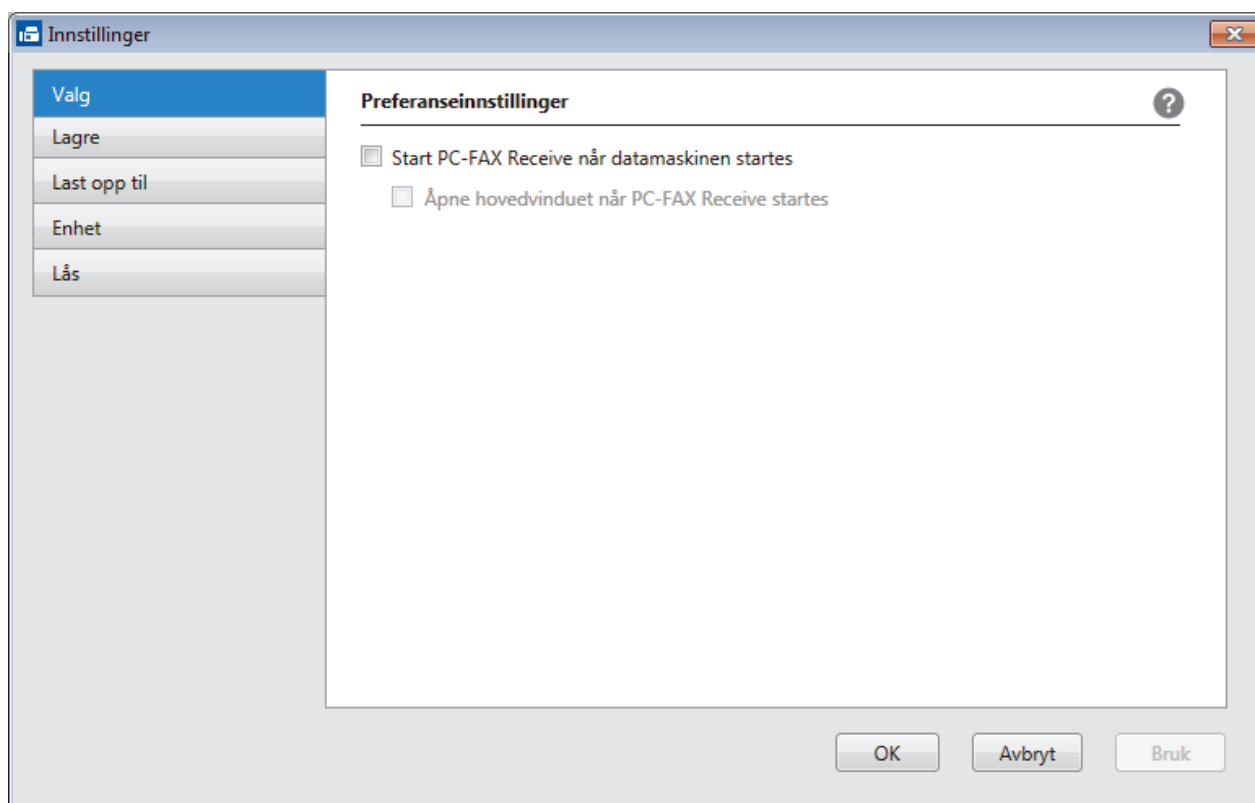 Innstillinger
Valg
Lagre
Last opp til
Enhet
Lås
Preferanseinnstillinger
?
Start PC-FAX Receive når datamaskinen startes
Åpne hovedvinduet når PC-FAX Receive startes
OK
Avbryt
Bruk